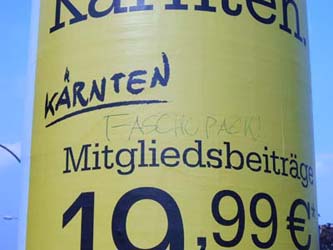 Kärnten.
KÄRNTEN
FASCHOPACK!
Mitgliedsbeiträge
19,99 €*